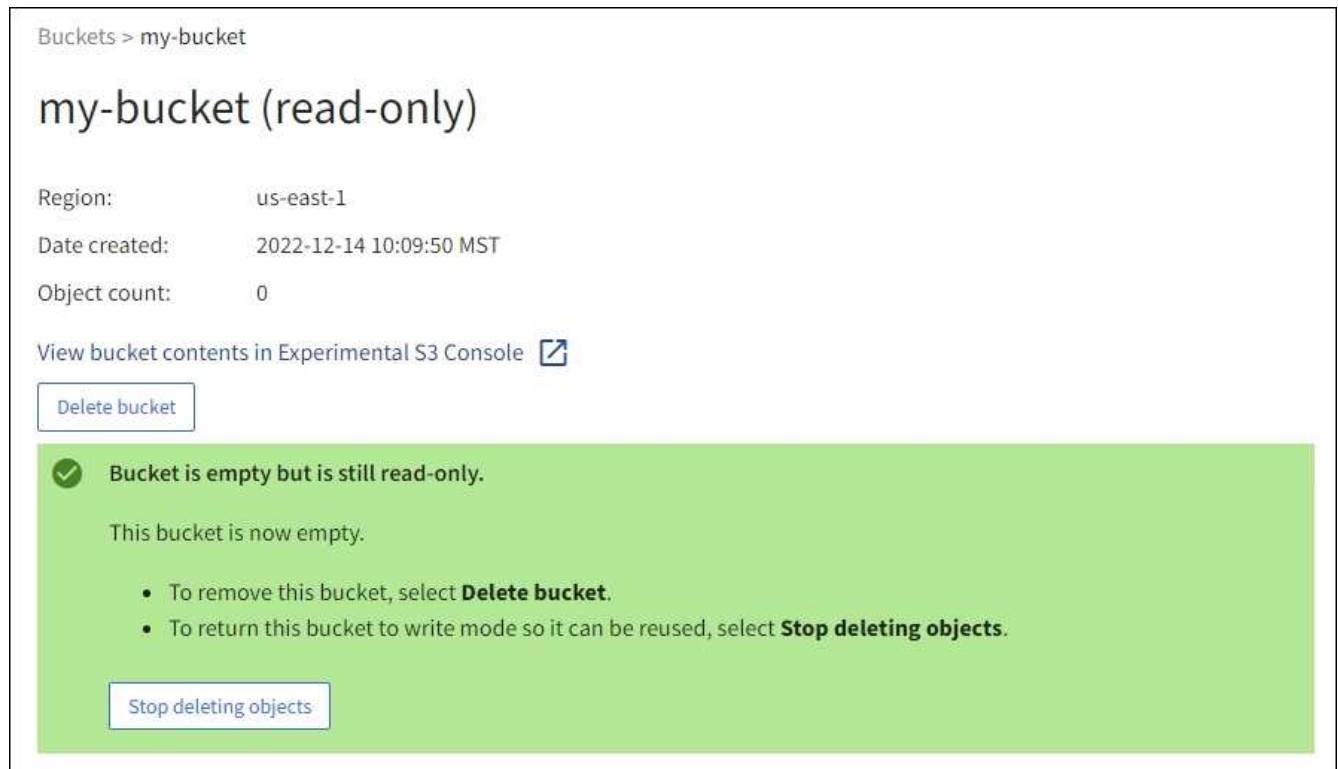 Buckets > my-bucket
my-bucket (read-only)
Region: us-east-1
Date created: 2022-12-14 10:09:50 MST
Object count: 0
View bucket contents in Experimental S3 Console
Delete bucket
Bucket is empty but is still read-only.
This bucket is now empty.
• To remove this bucket, select Delete bucket.
• To return this bucket to write mode so it can be reused, select Stop deleting objects.
Stop deleting objects